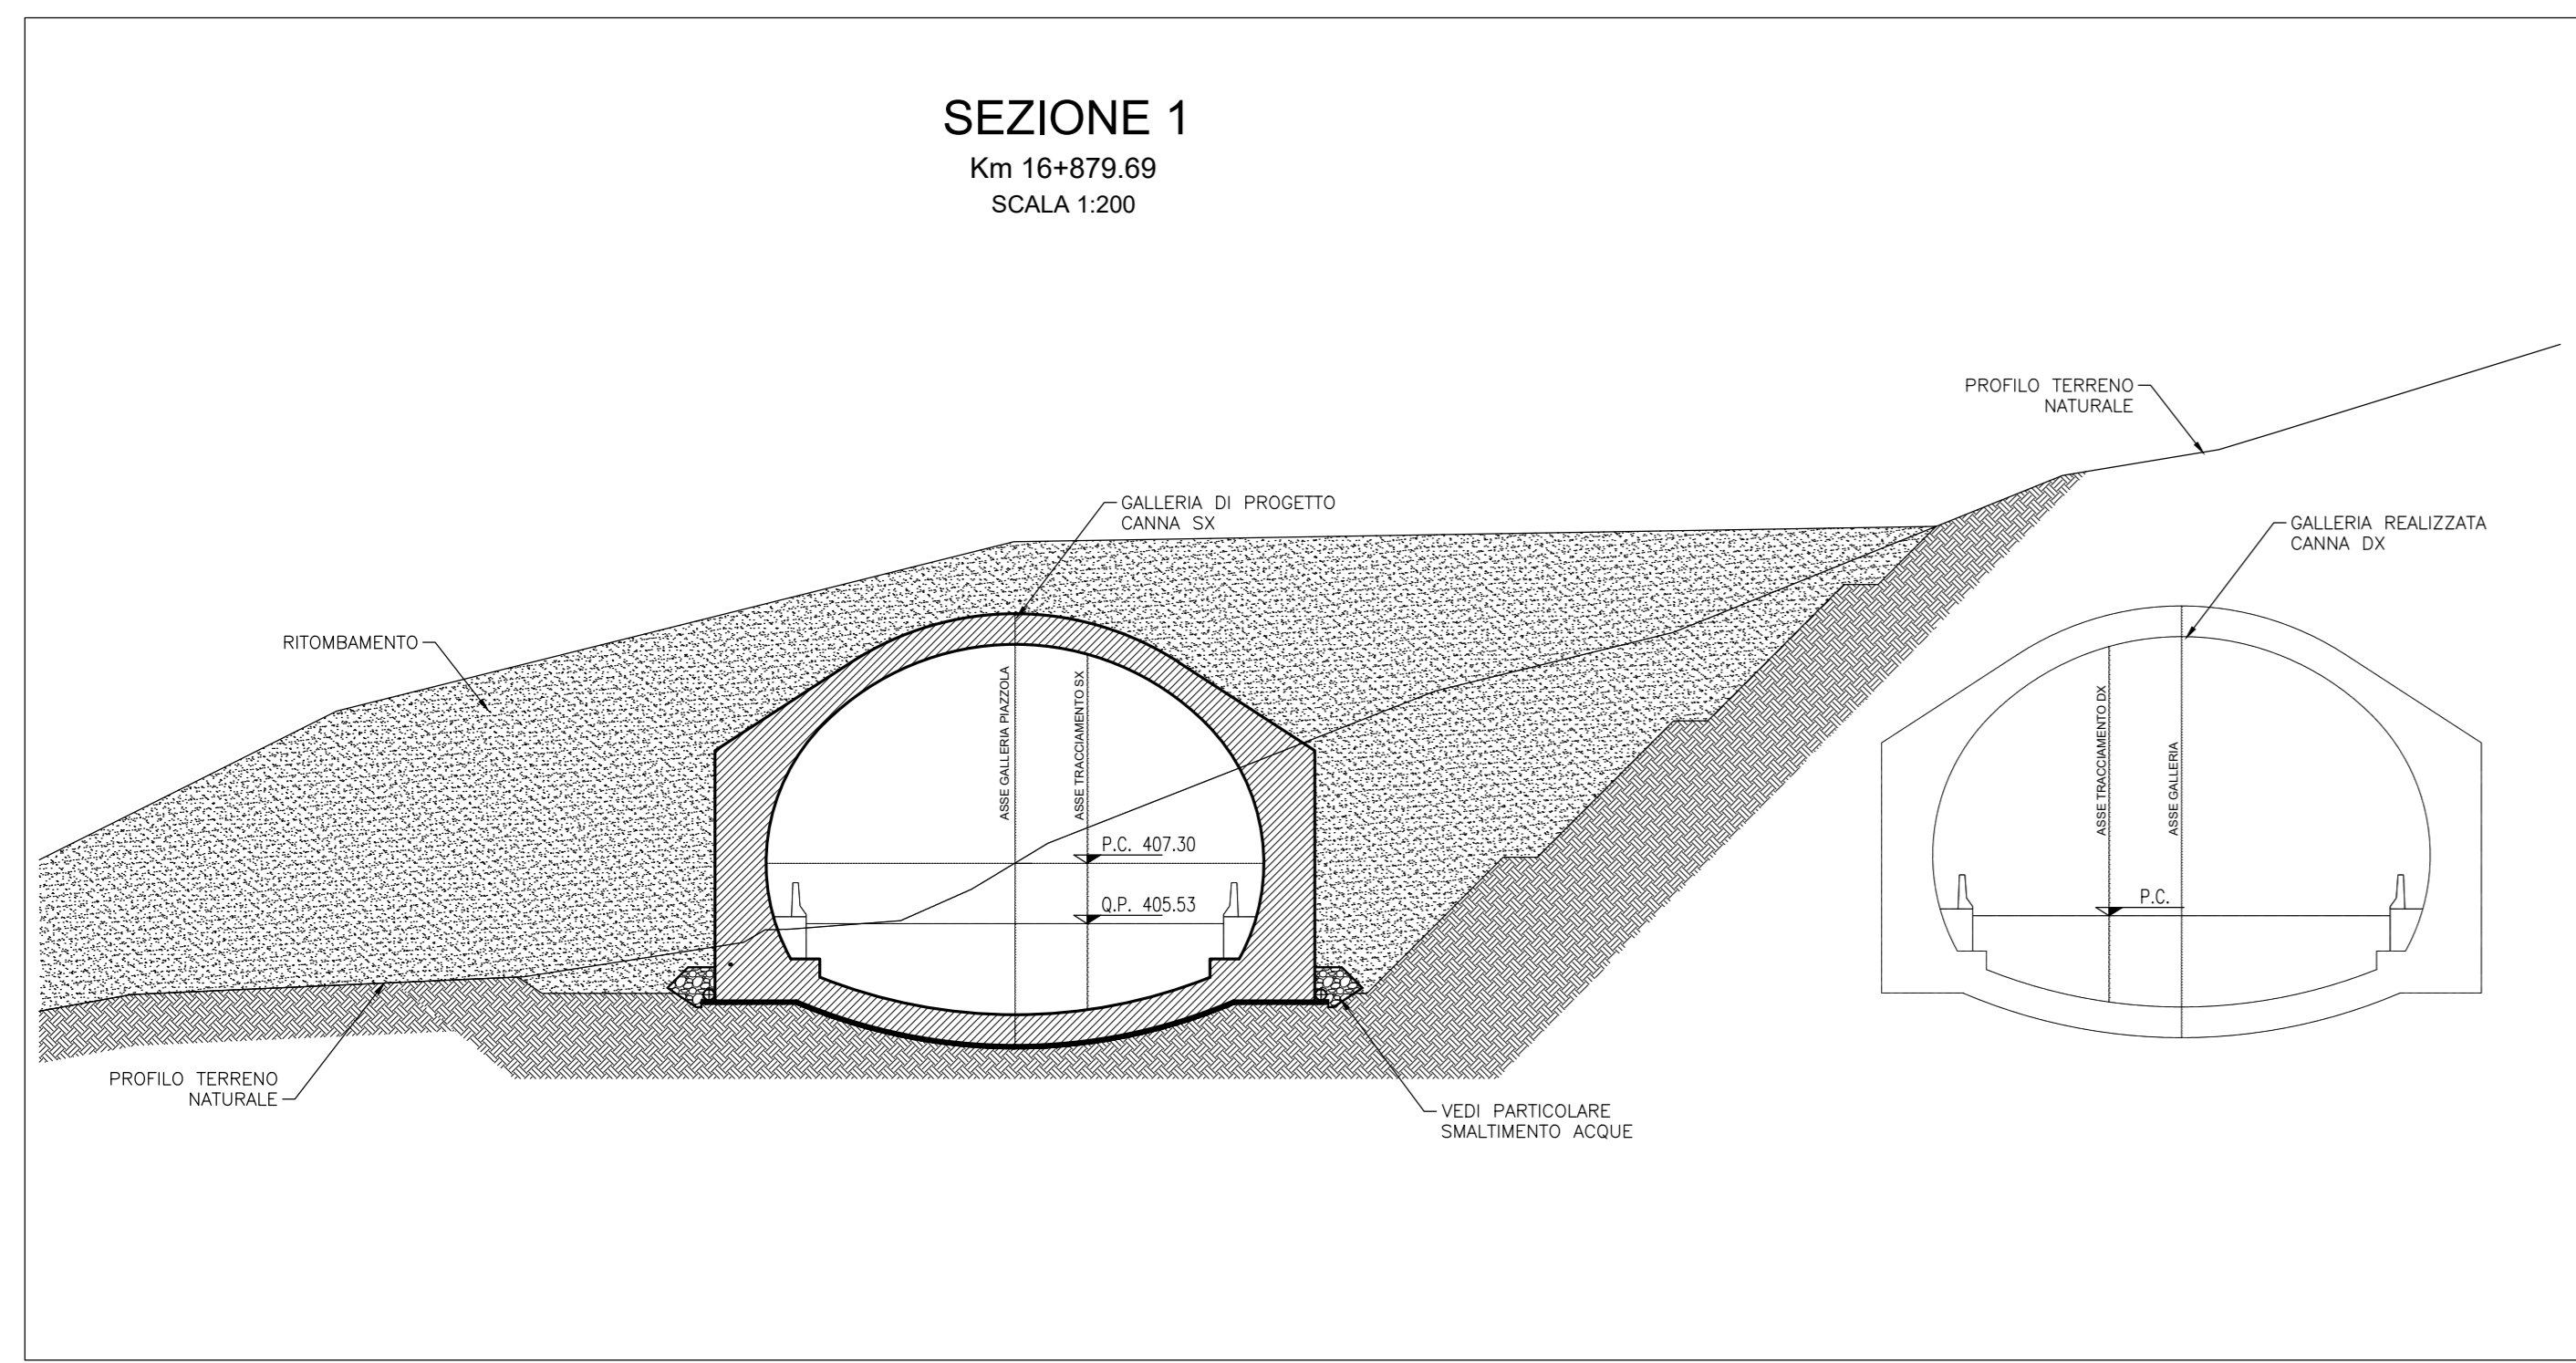 SEZIONE 1
Km 16+879.69
SCALA 1:200
PROFILO TERRENO
NATURALE
GALLERIA DI PROGETTO
CANNA SX
GALLERIA REALIZZATA
CANNA DX
RITOMBAMENTO
ASSE GALLERIA PIAZZOLA
ASSE TRACCIAMENTO SX
P.C. 407.30
Q.P. 405.53
ASSE TRACCIAMENTO DX
ASSE GALLERIA
P.C.
PROFILO TERRENO
NATURALE
VEDI PARTICOLARE
SMALTIMENTO ACQUE